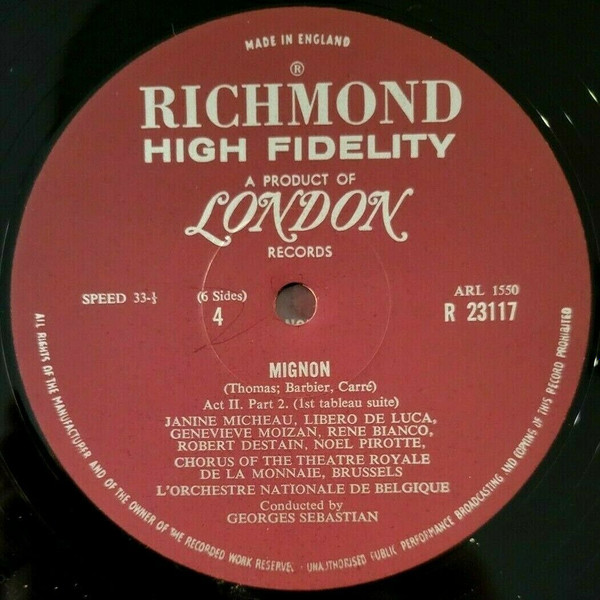 MADE IN ENGLAND
®
RICHMOND
HIGH FIDELITY
A PRODUCT OF
LONDON
RECORDS
SPEED 33-⅓
(6 Sides)
4
ARL 1550
R 23117
MIGNON
(Thomas; Barbier, Carré)
Act II. Part 2. (1st tableau suite)
JANINE MICHEAU, LIBERO DE LUCA,
GENEVIEVE MOIZAN, RENE BIANCO,
ROBERT DESTAIN, NOEL PIROTTE,
CHORUS OF THE THEATRE ROYALE
DE LA MONNAIE, BRUSSELS
L'ORCHESTRE NATIONALE DE BELGIQUE
Conducted by
GEORGES SEBASTIAN
ALL RIGHTS OF THE MANUFACTURER AND OF THE OWNER OF THE RECORDED WORK RESERVED · UNAUTHORISED PUBLIC PERFORMANCE BROADCASTING AND COPYING OF THIS RECORD PROHIBITED